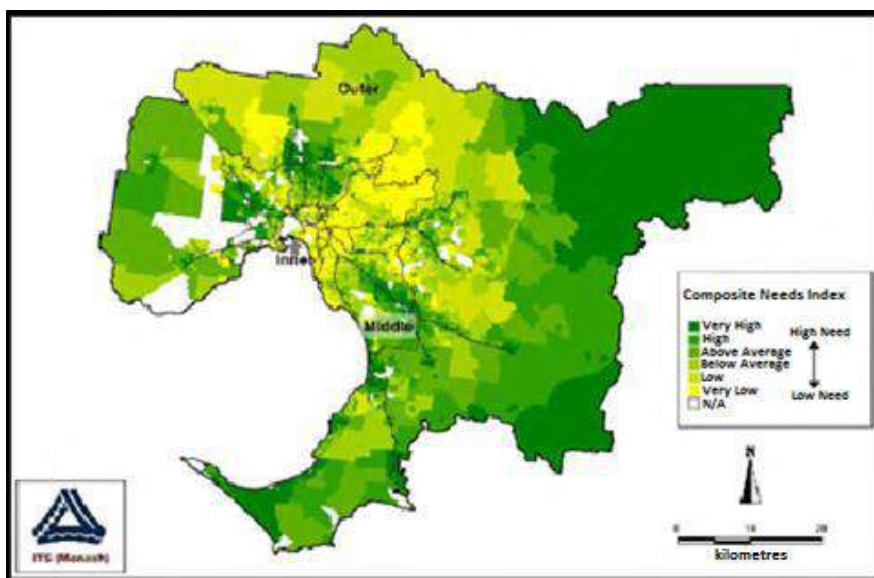 Outer
Inner
Middle
Composite Needs Index
Very High
High
Above Average
Below Average
Low
Very Low
N/A
High Need
Low Need
N
0 10 20
kilometres
ITS (Monash)